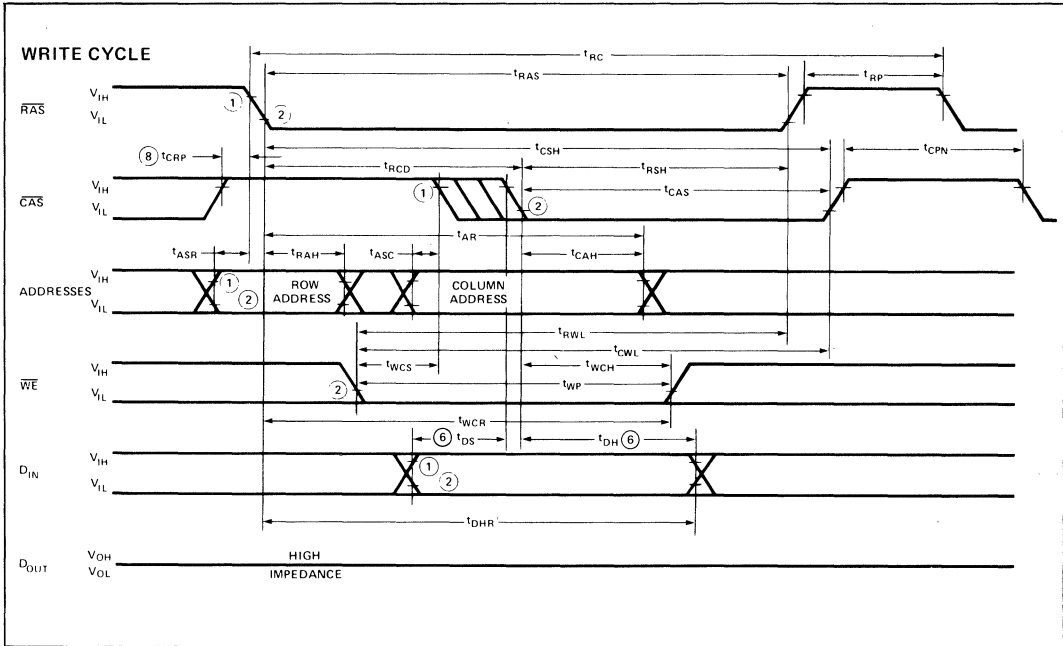 WRITE CYCLE
tRC
tRAS
tRP
RAS
VIH
VIL
① ②
⑧ tCRP
tCSH
tCPN
tRCD
tRSH
CAS
VIH
VIL
① ②
tCAS
tAR
tASR
tRAH
tASC
tCAH
ADDRESSES
VIH
VIL
① ②
ROW
ADDRESS
COLUMN
ADDRESS
tRWL
tCWL
WE
VIH
VIL
②
tWCS
tWCH
tWP
tWCR
⑥ tDS
tDH ⑥
DIN
VIH
VIL
① ②
tDHR
DOUT
VOH
VOL
HIGH
IMPEDANCE